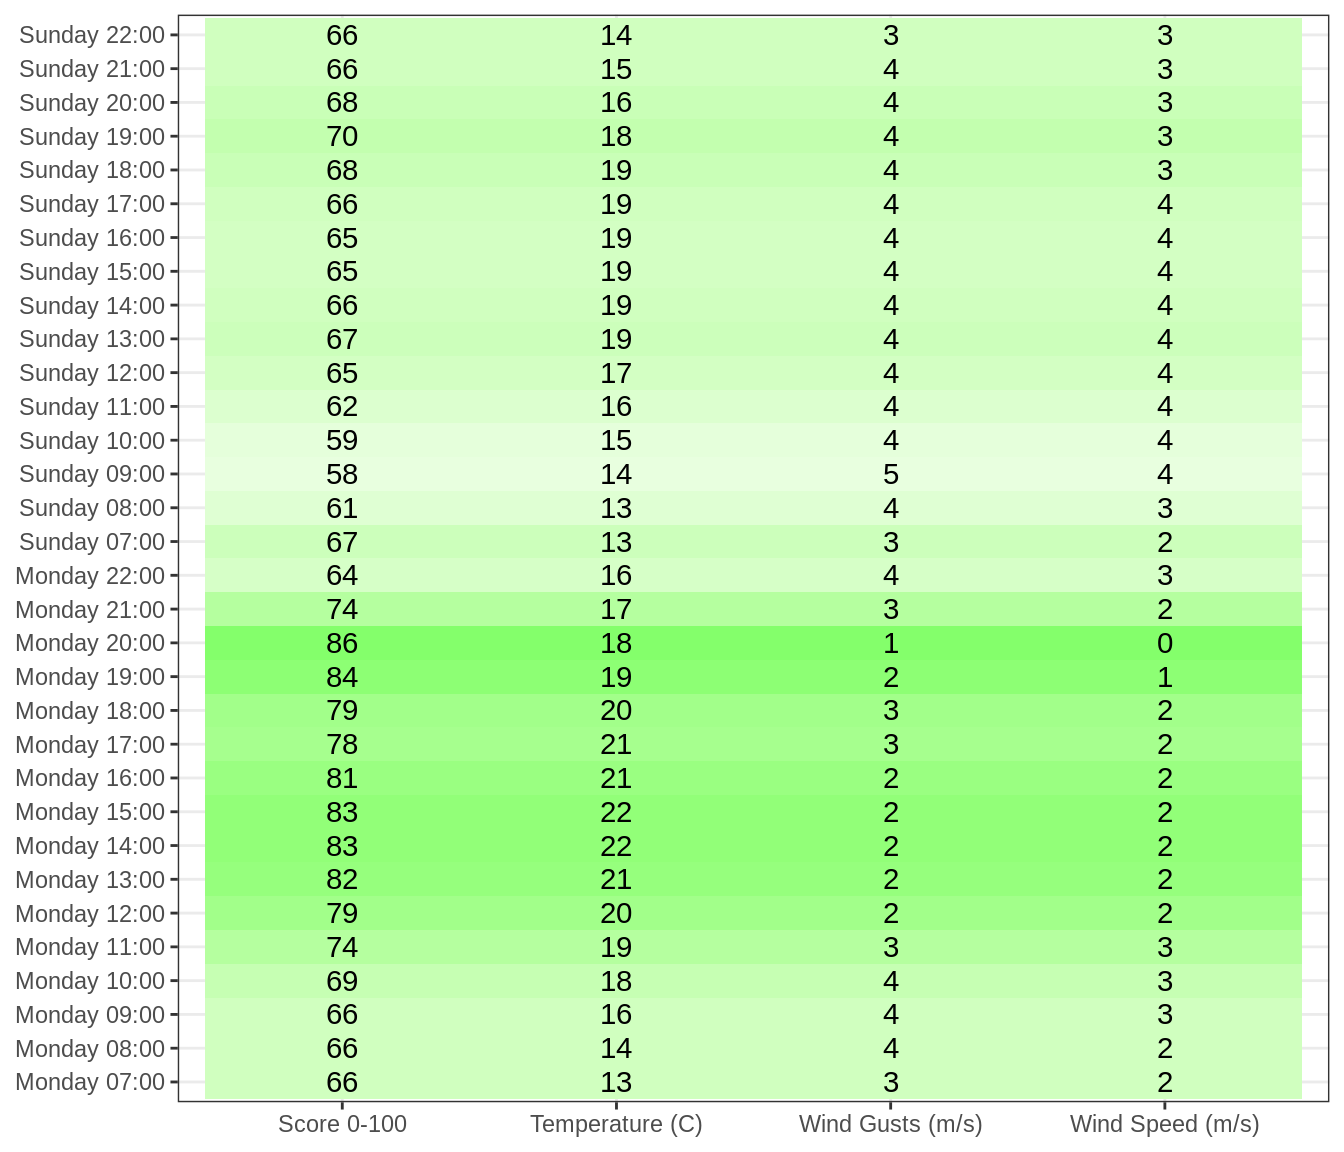 Sunday 22:00 66 14 3 3
Sunday 21:00 66 15 4 3
Sunday 20:00 68 16 4 3
Sunday 19:00 70 18 4 3
Sunday 18:00 68 19 4 3
Sunday 17:00 66 19 4 4
Sunday 16:00 65 19 4 4
Sunday 15:00 65 19 4 4
Sunday 14:00 66 19 4 4
Sunday 13:00 67 19 4 4
Sunday 12:00 65 17 4 4
Sunday 11:00 62 16 4 4
Sunday 10:00 59 15 4 4
Sunday 09:00 58 14 5 4
Sunday 08:00 61 13 4 3
Sunday 07:00 67 13 3 2
Monday 22:00 64 16 4 3
Monday 21:00 74 17 3 2
Monday 20:00 86 18 1 0
Monday 19:00 84 19 2 1
Monday 18:00 79 20 3 2
Monday 17:00 78 21 3 2
Monday 16:00 81 21 2 2
Monday 15:00 83 22 2 2
Monday 14:00 83 22 2 2
Monday 13:00 82 21 2 2
Monday 12:00 79 20 2 2
Monday 11:00 74 19 3 3
Monday 10:00 69 18 4 3
Monday 09:00 66 16 4 3
Monday 08:00 66 14 4 2
Monday 07:00 66 13 3 2
Score 0-100 Temperature (C) Wind Gusts (m/s) Wind Speed (m/s)